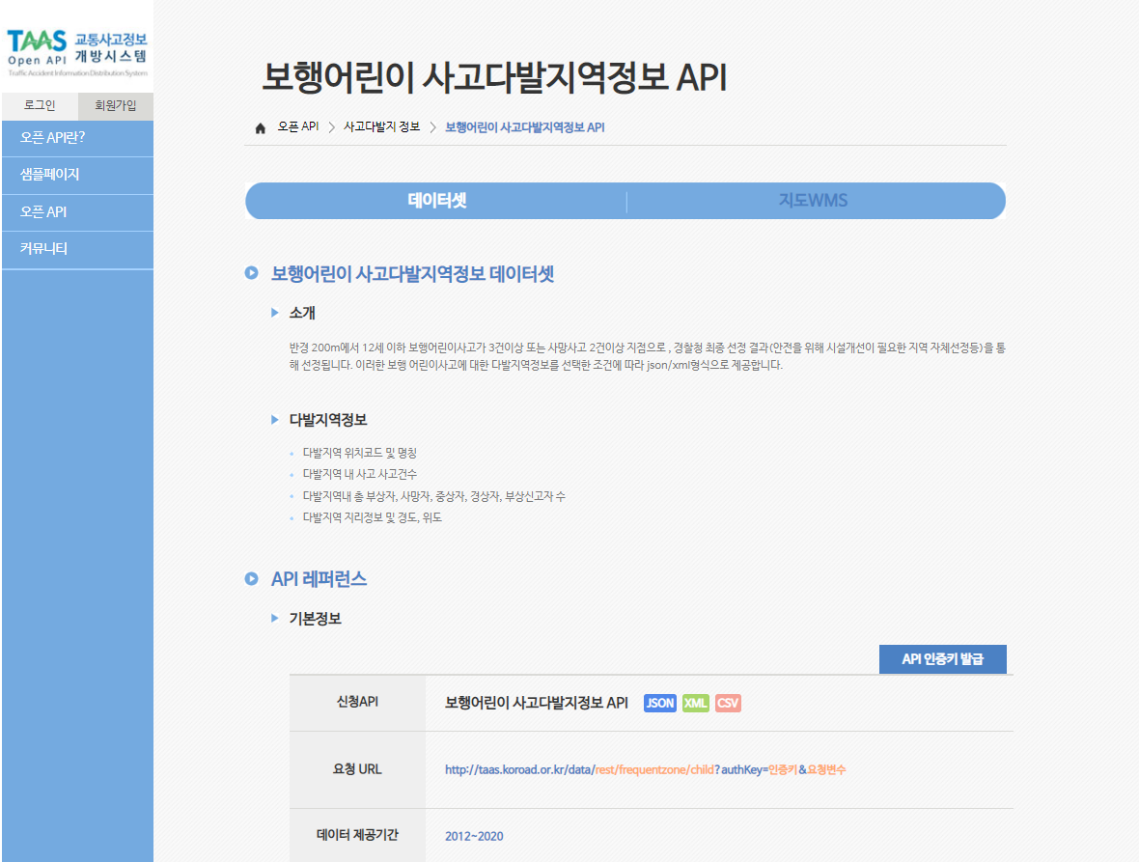 TAAS 교통사고정보
Open API 개방시스템
Traffic Accident Information Distribution System
로그인 회원가입
오픈 API란?
샘플페이지
오픈 API
커뮤니티
보행어린이 사고다발지역정보 API
오픈 API > 사고다발지 정보 > 보행어린이 사고다발지역정보 API
데이터셋 지도WMS
보행어린이 사고다발지역정보 데이터셋
소개
반경 200m에서 12세 이하 보행어린이사고가 3건이상 또는 사망사고 2건이상 지점으로 , 경찰청 최종 선정 결과(안전을 위해 시설개선이 필요한 지역 자체선정등)을 통
해 선정됩니다. 이러한 보행 어린이사고에 대한 다발지역정보를 선택한 조건에 따라 json/xml형식으로 제공합니다.
다발지역정보
다발지역 위치코드 및 명칭
다발지역 내 사고 사고건수
다발지역내 총 부상자, 사망자, 중상자, 경상자, 부상신고자 수
다발지역 지리정보 및 경도, 위도
API 레퍼런스
기본정보
API 인증키 발급
신청API 보행어린이 사고다발지정보 API JSON XML CSV
요청 URL http://taas.koroad.or.kr/data/rest/frequentzone/child?authKey=인증키&요청변수
데이터 제공기간 2012~2020